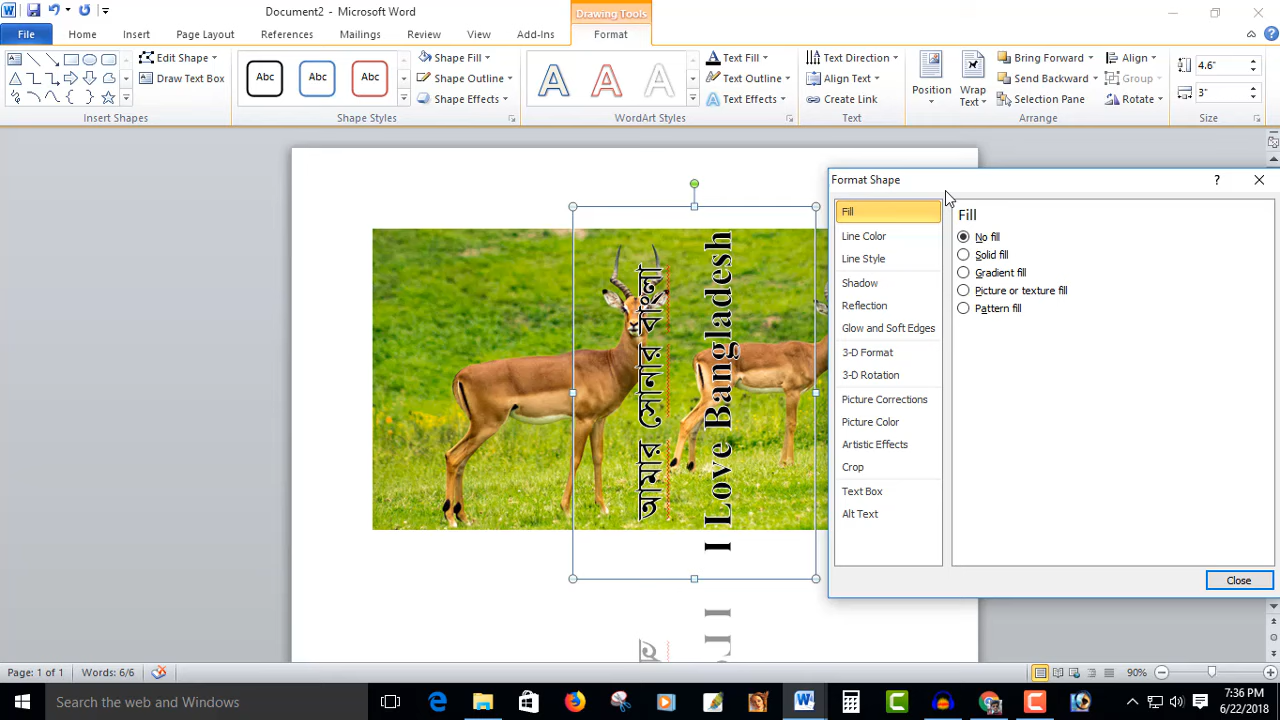 Document2 - Microsoft Word
Drawing Tools
File Home Insert Page Layout References Mailings Review View Add-Ins Format
Edit Shape
Draw Text Box
Insert Shapes
Abc Abc Abc
Shape Fill
Shape Outline
Shape Effects
Shape Styles
A A A
Text Fill
Text Outline
Text Effects
WordArt Styles
Text Direction
Align Text
Create Link
Text
Position
Wrap Text
Bring Forward
Send Backward
Selection Pane
Align
Group
Rotate
Arrange
4.6"
3"
Size
আমার সোনার বাংলা
I Love Bangladesh
Format Shape
Fill
Line Color
Line Style
Shadow
Reflection
Glow and Soft Edges
3-D Format
3-D Rotation
Picture Corrections
Picture Color
Artistic Effects
Crop
Text Box
Alt Text
Fill
No fill
Solid fill
Gradient fill
Picture or texture fill
Pattern fill
Close
Page: 1 of 1 Words: 6/6 90%
Search the web and Windows
7:36 PM
6/22/2018